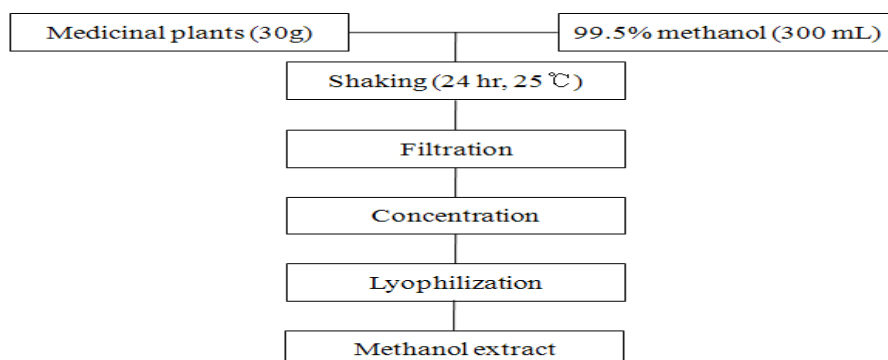 Medicinal plants (30g)
99.5% methanol (300 mL)
Shaking (24 hr, 25 ℃)
Filtration
Concentration
Lyophilization
Methanol extract